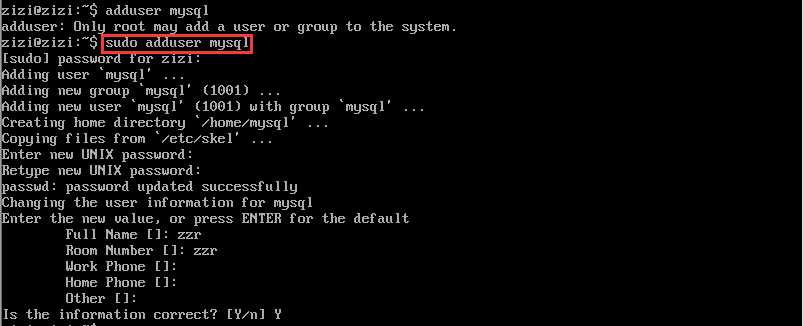 zizi@zizi:~$ adduser mysql
adduser: Only root may add a user or group to the system.
zizi@zizi:~$ sudo adduser mysql
[sudo] password for zizi:
Adding user `mysql' ...
Adding new group `mysql' (1001) ...
Adding new user `mysql' (1001) with group `mysql' ...
Creating home directory `/home/mysql' ...
Copying files from `/etc/skel' ...
Enter new UNIX password:
Retype new UNIX password:
passwd: password updated successfully
Changing the user information for mysql
Enter the new value, or press ENTER for the default
        Full Name []: zzr
        Room Number []: zzr
        Work Phone []:
        Home Phone []:
        Other []:
Is the information correct? [Y/n] Y